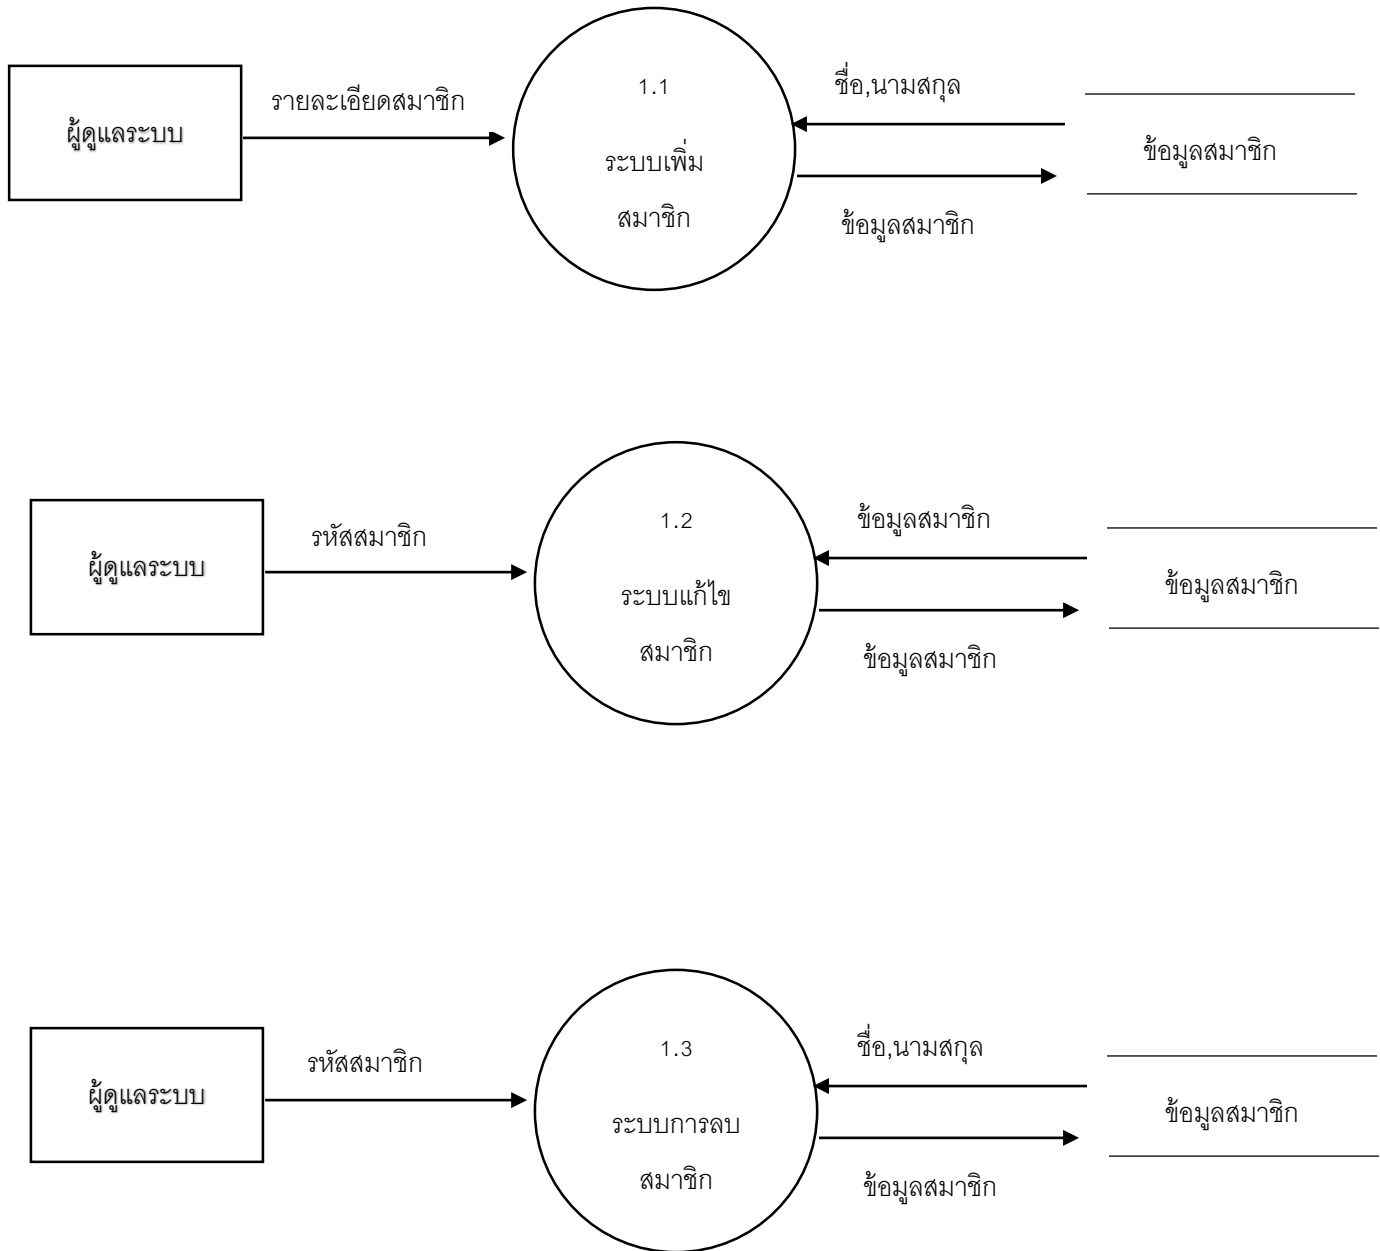 ผู้ดูแลระบบ
รายละเอียดสมาชิก
1.1
ระบบเพิ่ม
สมาชิก
ชื่อ,นามสกุล
ข้อมูลสมาชิก
ข้อมูลสมาชิก
ผู้ดูแลระบบ
รหัสสมาชิก
1.2
ระบบแก้ไข
สมาชิก
ข้อมูลสมาชิก
ข้อมูลสมาชิก
ข้อมูลสมาชิก
ผู้ดูแลระบบ
รหัสสมาชิก
1.3
ระบบการลบ
สมาชิก
ชื่อ,นามสกุล
ข้อมูลสมาชิก
ข้อมูลสมาชิก